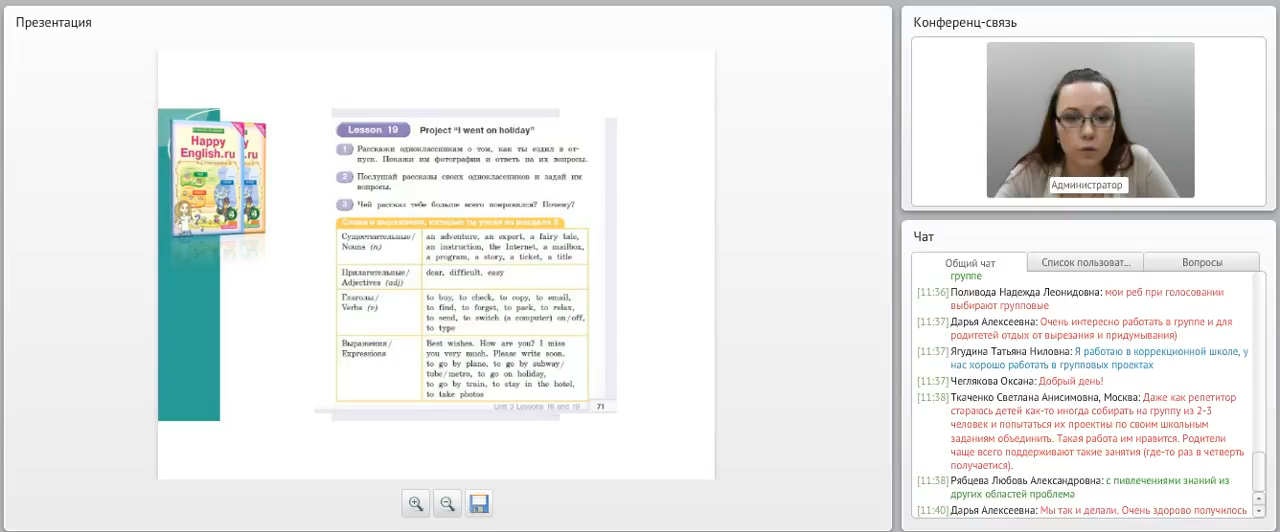 Презентация
Happy
English.ru
Lesson 19
Project "I went on holiday"
1 Расскажи одноклассникам о том, как ты ездил в от-
пуск. Покажи им фотографии и ответь на их вопросы.
2 Послушай рассказы своих одноклассников и задай им
вопросы.
3 Чей рассказ тебе больше всего понравился? Почему?
Слова и выражения, которые ты узнал из раздела
Существительные/
Nouns (n)
an adventure, an expert, a fairy tale,
an instruction, the Internet, a mailbox,
a program, a story, a ticket, a title
Прилагательные/
Adjectives (adj)
dear, difficult, easy
Глаголы/
Verbs (v)
to buy, to check, to copy, to email,
to find, to forget, to pack, to relax,
to send, to switch (a computer) on/off,
to type
Выражения/
Expressions
Best wishes. How are you? I miss
you very much. Please write soon.
to go by plane, to go by subway/
tube/metro, to go on holiday,
to go by train, to stay in the hotel,
to take photos
Unit 3 Lessons 18 and 19
71
Конференц-связь
Администратор
Чат
Общий чат
Список пользоват...
Вопросы
группе
[11:36] Поливода Надежда Леонидовна: мои реб при голосовании
выбирают групповые
[11:37] Дарья Алексеевна: Очень интересно работать в группе и для
родитетей отдых от вырезания и придумывания)
[11:37] Ягудина Татьяна Ниловна: Я работаю в коррекционной школе, у
нас хорошо работать в групповых проектах
[11:37] Чеглякова Оксана: Добрый день!
[11:38] Ткаченко Светлана Анисимовна, Москва: Даже как репетитор
стараюсь детей как-то иногда собирать на группу из 2-3
человек и попытаться их проектиы по своим школьным
заданиям объединить. Такая работа им нравится. Родители
чаще всего поддерживают такие занятия (где-то раз в четверть
получаетися).
[11:38] Рябцева Любовь Александровна: с пивлечениями знаний из
других областей проблема
[11:40] Дарья Алексеевна: Мы так и делали. Очень здорово получилось